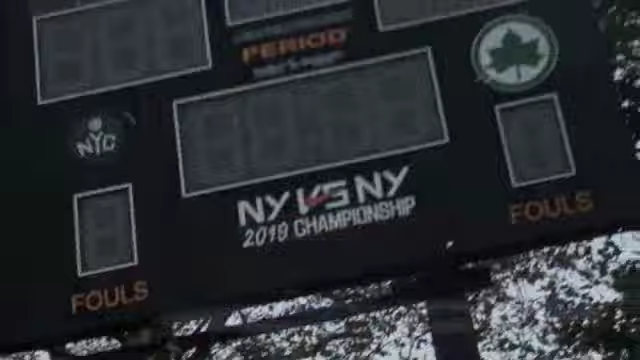 PERIOD
NYC
NY VS NY
2019 CHAMPIONSHIP
FOULS
FOULS